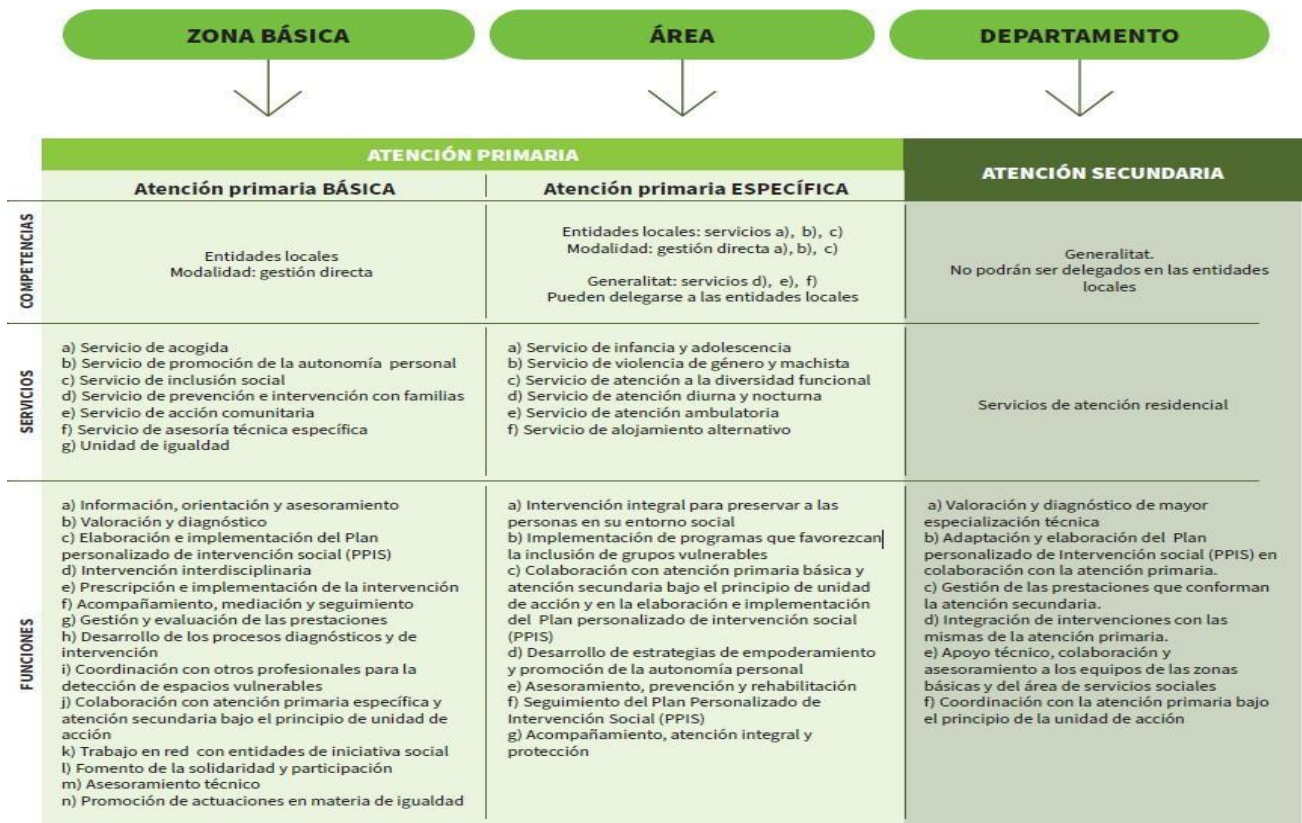 ZONA BÁSICA
ÁREA
DEPARTAMENTO
ATENCIÓN PRIMARIA
ATENCIÓN SECUNDARIA
Atención primaria BÁSICA
Atención primaria ESPECÍFICA
COMPETENCIAS
Entidades locales
Modalidad: gestión directa
Entidades locales: servicios a), b), c)
Modalidad: gestión directa a), b), c)
Generalitat: servicios d), e), f)
Pueden delegarse a las entidades locales
Generalitat.
No podrán ser delegados en las entidades
locales
SERVICIOS
a) Servicio de acogida
b) Servicio de promoción de la autonomía personal
c) Servicio de inclusión social
d) Servicio de prevención e intervención con familias
e) Servicio de acción comunitaria
f) Servicio de asesoría técnica específica
g) Unidad de igualdad
a) Servicio de infancia y adolescencia
b) Servicio de violencia de género y machista
c) Servicio de atención a la diversidad funcional
d) Servicio de atención diurna y nocturna
e) Servicio de atención ambulatoria
f) Servicio de alojamiento alternativo
Servicios de atención residencial
FUNCIONES
a) Información, orientación y asesoramiento
b) Valoración y diagnóstico
c) Elaboración e implementación del Plan
personalizado de intervención social (PPIS)
d) Intervención interdisciplinaria
e) Prescripción e implementación de la intervención
f) Acompañamiento, mediación y seguimiento
g) Gestión y evaluación de las prestaciones
h) Desarrollo de los procesos diagnósticos y de
intervención
i) Coordinación con otros profesionales para la
detección de espacios vulnerables
j) Colaboración con atención primaria específica y
atención secundaria bajo el principio de unidad de
acción
k) Trabajo en red con entidades de iniciativa social
l) Fomento de la solidaridad y participación
m) Asesoramiento técnico
n) Promoción de actuaciones en materia de igualdad
a) Intervención integral para preservar a las
personas en su entorno social
b) Implementación de programas que favorezcan
la inclusión de grupos vulnerables
c) Colaboración con atención primaria básica y
atención secundaria bajo el principio de unidad
de acción y en la elaboración e implementación
del Plan personalizado de intervención social
(PPIS)
d) Desarrollo de estrategias de empoderamiento
y promoción de la autonomía personal
e) Asesoramiento, prevención y rehabilitación
f) Seguimiento del Plan Personalizado de
Intervención Social (PPIS)
g) Acompañamiento, atención integral y
protección
a) Valoración y diagnóstico de mayor
especialización técnica
b) Adaptación y elaboración del Plan
personalizado de Intervención social (PPIS) en
colaboración con la atención primaria.
c) Gestión de las prestaciones que conforman
la atención secundaria.
d) Integración de intervenciones con las
mismas de la atención primaria.
e) Apoyo técnico, colaboración y
asesoramiento a los equipos de las zonas
básicas y del área de servicios sociales
f) Coordinación con la atención primaria bajo
el principio de la unidad de acción